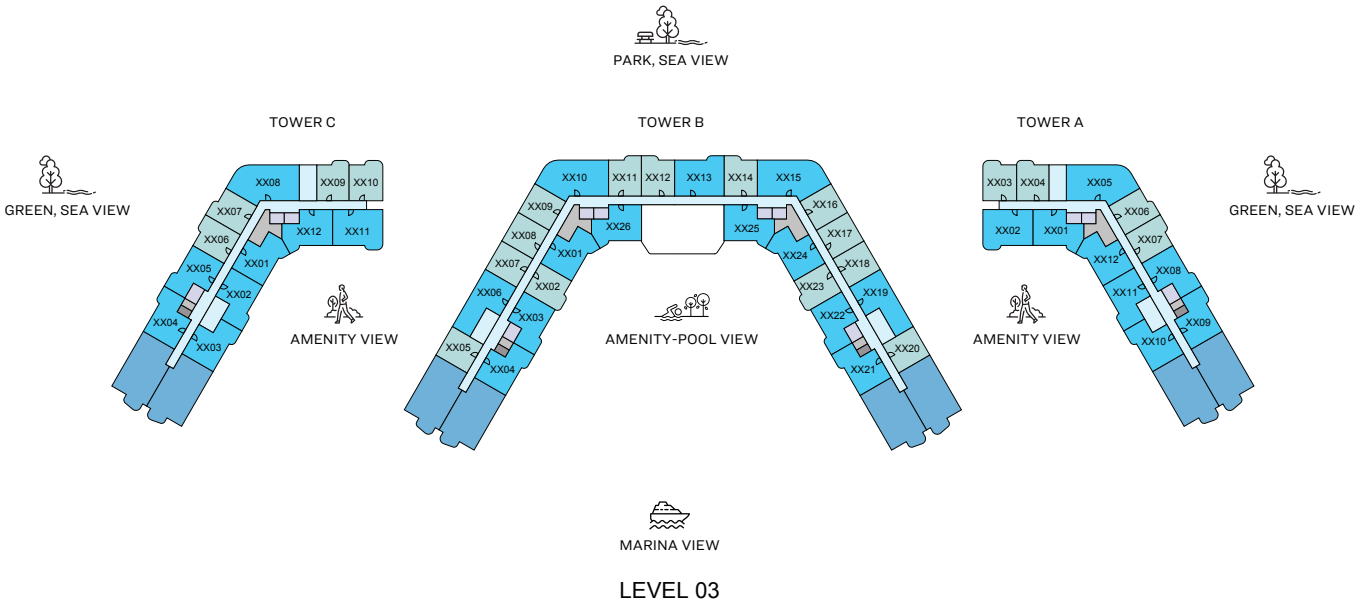 PARK, SEA VIEW
TOWER C
TOWER B
TOWER A
GREEN, SEA VIEW
GREEN, SEA VIEW
XX08
XX09
XX10
XX07
XX06
XX12
XX11
XX01
XX05
XX02
XX04
XX03
AMENITY VIEW
XX10
XX11
XX12
XX13
XX14
XX15
XX09
XX16
XX26
XX25
XX08
XX17
XX01
XX24
XX07
XX18
XX02
XX23
XX06
XX19
XX03
XX22
XX05
XX20
XX04
XX21
AMENITY-POOL VIEW
XX03
XX04
XX05
XX06
XX02
XX01
XX07
XX12
XX08
XX11
XX09
XX10
AMENITY VIEW
MARINA VIEW
LEVEL 03